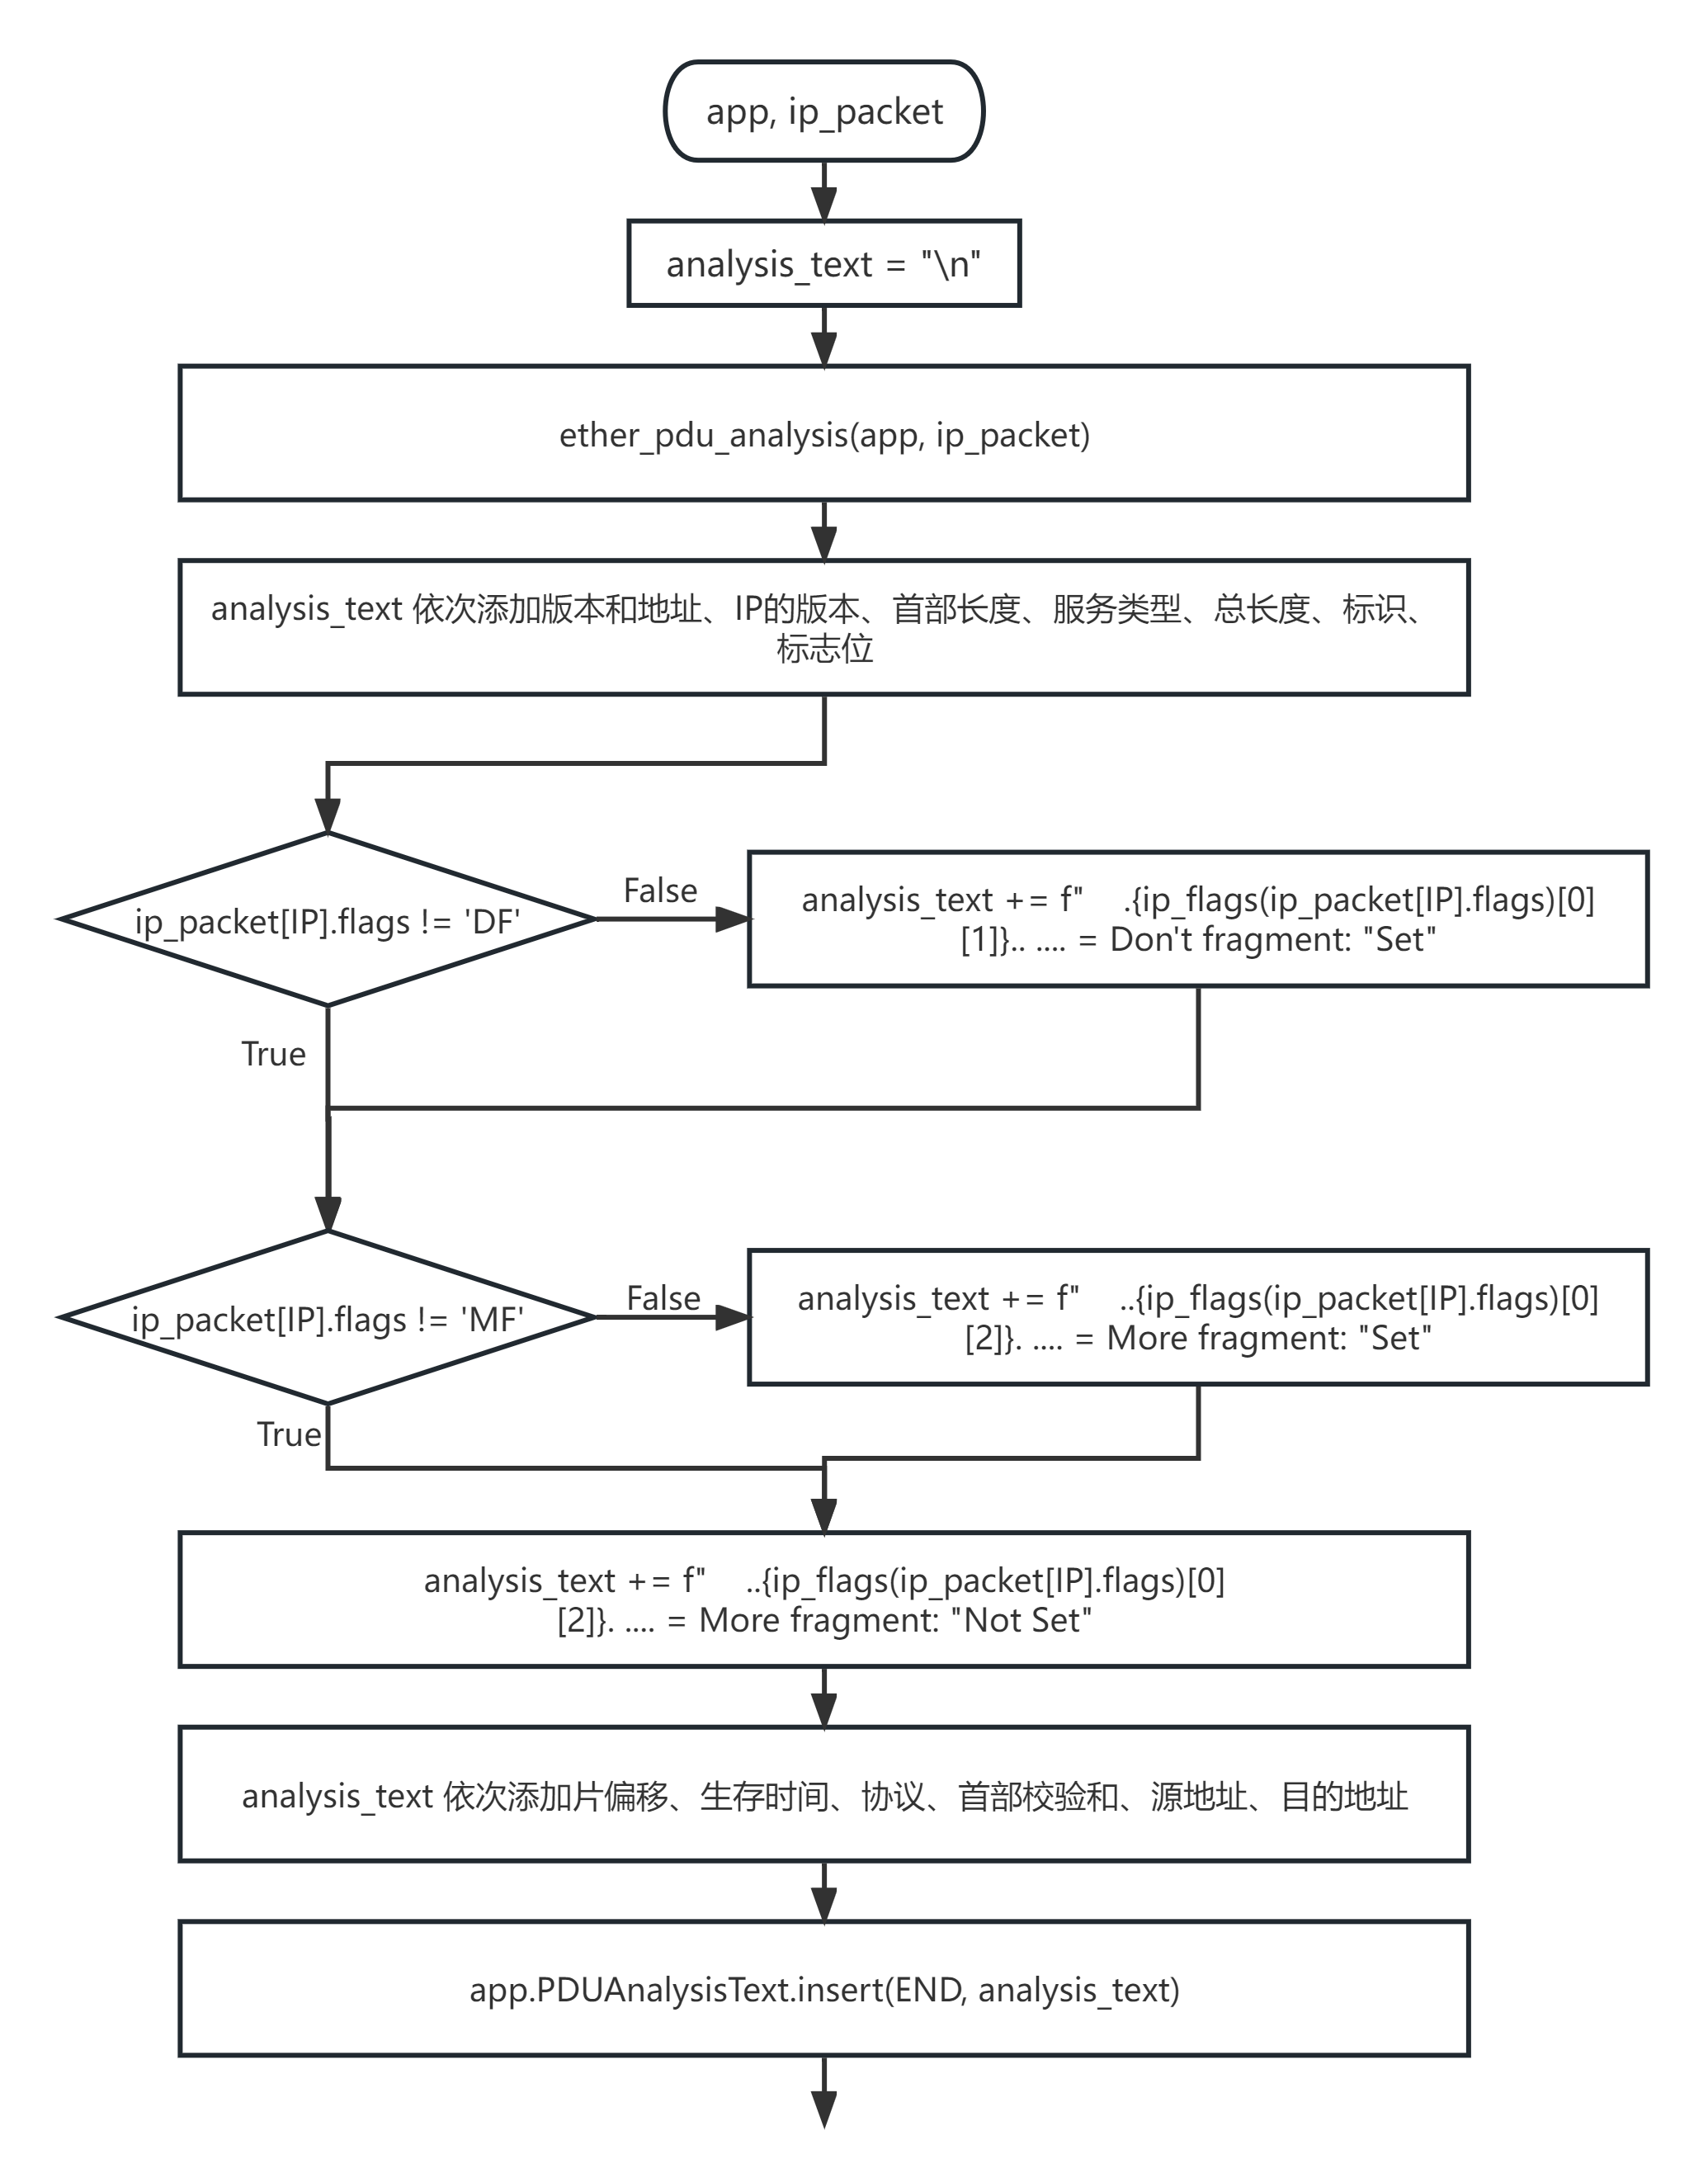 app, ip_packet
analysis_text = "\n"
ether_pdu_analysis(app, ip_packet)
analysis_text 依次添加版本和地址、IP的版本、首部长度、服务类型、总长度、标识、
标志位
ip_packet[IP].flags != 'DF'
False
analysis_text += f"    .{ip_flags(ip_packet[IP].flags)[0]
[1]}.. .... = Don't fragment: "Set"
True
ip_packet[IP].flags != 'MF'
False
analysis_text += f"    ..{ip_flags(ip_packet[IP].flags)[0]
[2]}. .... = More fragment: "Set"
True
analysis_text += f"    ..{ip_flags(ip_packet[IP].flags)[0]
[2]}. .... = More fragment: "Not Set"
analysis_text 依次添加片偏移、生存时间、协议、首部校验和、源地址、目的地址
app.PDUAnalysisText.insert(END, analysis_text)